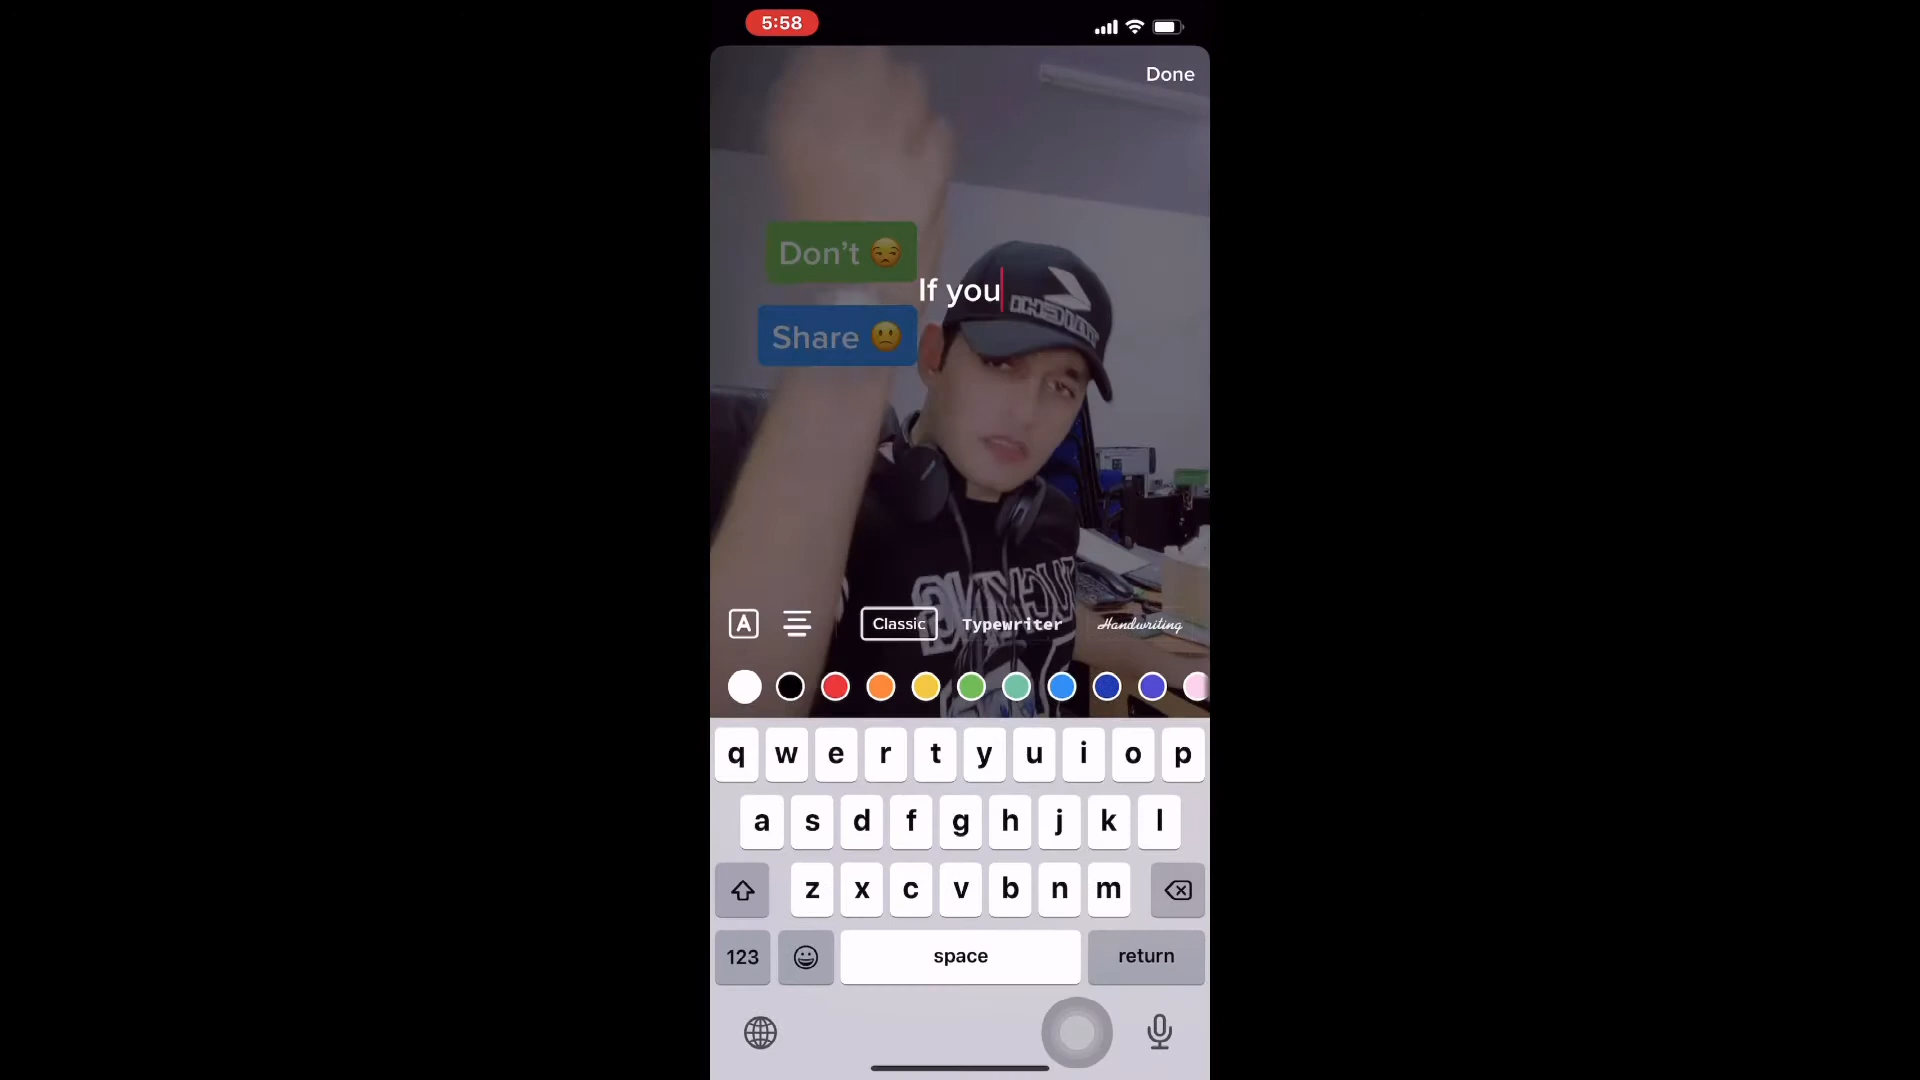 5:58
Done
Don't 😒
If you
Share 🙁
A
Classic
Typewriter
Handwriting
q w e r t y u i o p
a s d f g h j k l
z x c v b n m
123
space
return